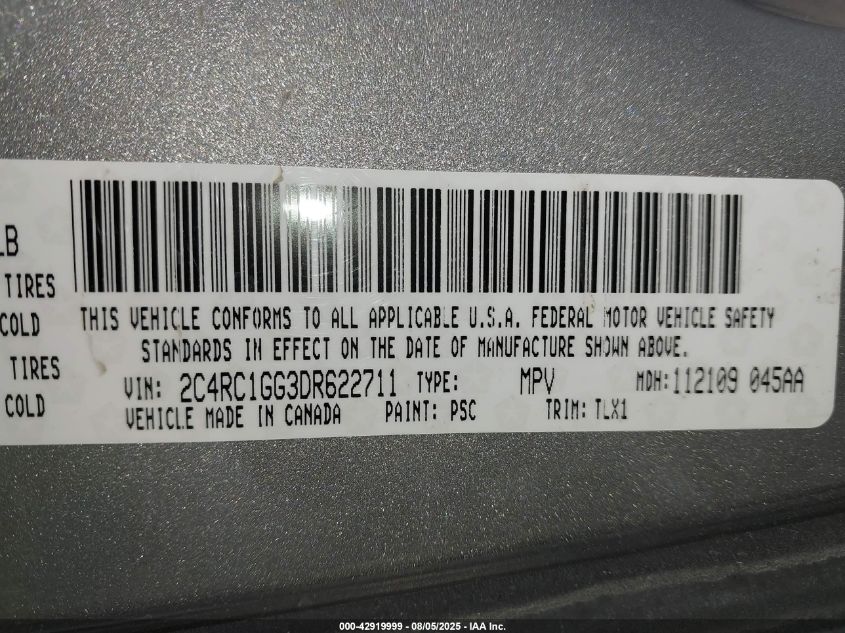 LB
TIRES
COLD
TIRES
COLD
THIS VEHICLE CONFORMS TO ALL APPLICABLE U.S.A. FEDERAL MOTOR VEHICLE SAFETY
STANDARDS IN EFFECT ON THE DATE OF MANUFACTURE SHOWN ABOVE.
VIN: 2C4RC1GG3DR622711 TYPE: MPV MDH: 112109 045AA
VEHICLE MADE IN CANADA PAINT: PSC TRIM: TLX1
000-42919999 - 08/05/2025 - IAA Inc.